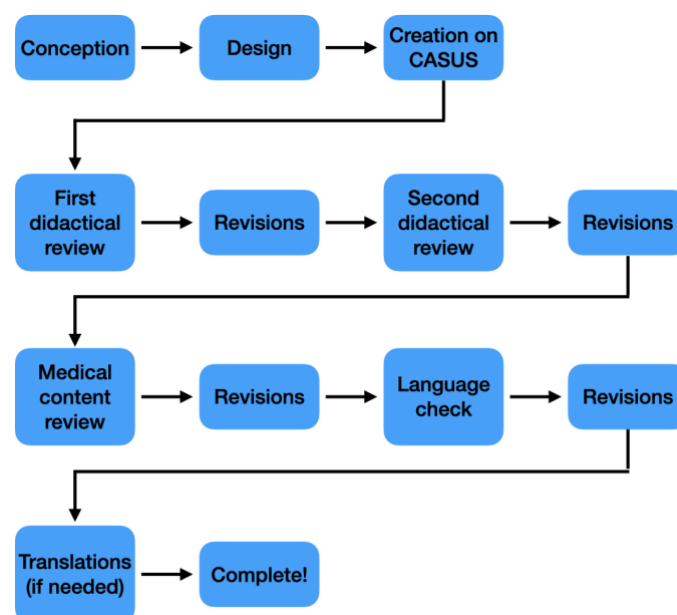 Conception
Design
Creation on
CASUS
First
didactical
review
Revisions
Second
didactical
review
Revisions
Medical
content
review
Revisions
Language
check
Revisions
Translations
(if needed)
Complete!